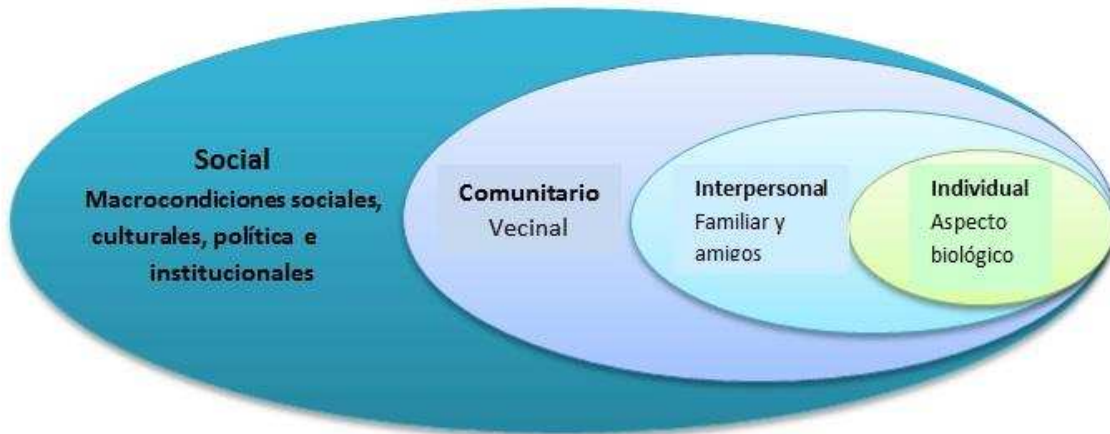 Social
Macrocondiciones sociales,
culturales, política e
institucionales
Comunitario
Vecinal
Interpersonal
Familiar y
amigos
Individual
Aspecto
biológico